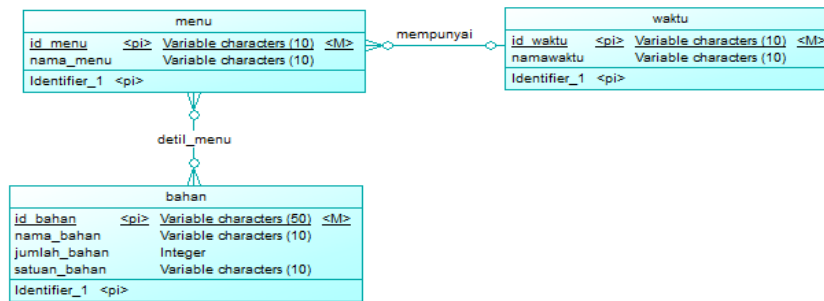 menu
id_menu <pi> Variable characters (10) <M>
nama_menu Variable characters (10)
Identifier_1 <pi>
mempunyai
waktu
id_waktu <pi> Variable characters (10) <M>
namawaktu Variable characters (10)
Identifier_1 <pi>
detil_menu
bahan
id_bahan <pi> Variable characters (50) <M>
nama_bahan Variable characters (10)
jumlah_bahan Integer
satuan_bahan Variable characters (10)
Identifier_1 <pi>